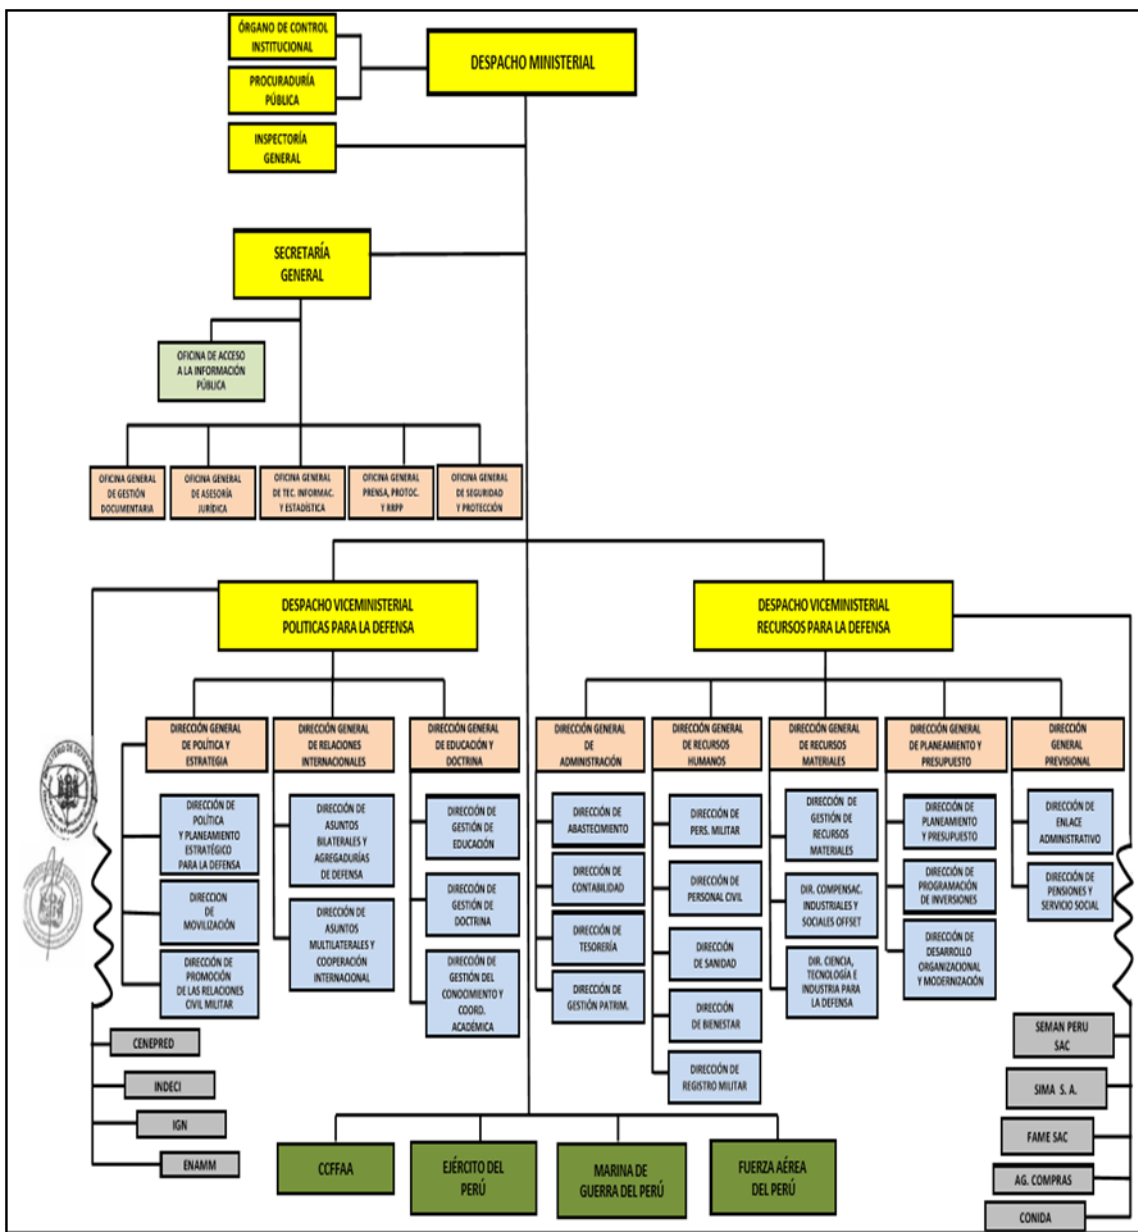 ÓRGANO DE CONTROL
INSTITUCIONAL
DESPACHO MINISTERIAL
PROCURADURÍA
PÚBLICA
INSPECTORÍA
GENERAL
SECRETARÍA
GENERAL
OFICINA DE ACCESO
A LA INFORMACIÓN
PÚBLICA
OFICINA GENERAL
DE GESTIÓN
DOCUMENTARIA
OFICINA GENERAL
DE ASESORÍA
JURÍDICA
OFICINA GENERAL
DE TEC. INFORMAC.
Y ESTADÍSTICA
OFICINA GENERAL
PRENSA, PROTOC.
Y RRPP
OFICINA GENERAL
DE SEGURIDAD
Y PROTECCIÓN
DESPACHO VICEMINISTERIAL
POLITICAS PARA LA DEFENSA
DESPACHO VICEMINISTERIAL
RECURSOS PARA LA DEFENSA
DIRECCIÓN GENERAL
DE POLÍTICA Y
ESTRATEGIA
DIRECCIÓN GENERAL
DE RELACIONES
INTERNACIONALES
DIRECCIÓN GENERAL
DE EDUCACIÓN Y
DOCTRINA
DIRECCIÓN GENERAL
DE
ADMINISTRACIÓN
DIRECCIÓN GENERAL
DE RECURSOS
HUMANOS
DIRECCIÓN GENERAL
DE RECURSOS
MATERIALES
DIRECCIÓN GENERAL
DE PLANEAMIENTO Y
PRESUPUESTO
DIRECCIÓN
GENERAL
PREVISIONAL
DIRECCIÓN DE
POLÍTICA
Y PLANEAMIENTO
ESTRATÉGICO
PARA LA DEFENSA
DIRECCION
DE
MOVILIZACIÓN
DIRECCIÓN DE
PROMOCIÓN
DE LAS RELACIONES
CIVIL MILITAR
DIRECCIÓN DE
ASUNTOS
BILATERALES Y
AGREGADURÍAS
DE DEFENSA
DIRECCIÓN DE
ASUNTOS
MULTILATERALES Y
COOPERACIÓN
INTERNACIONAL
DIRECCIÓN DE
GESTIÓN DE
EDUCACIÓN
DIRECCIÓN DE
GESTIÓN DE
DOCTRINA
DIRECCIÓN DE
GESTIÓN DEL
CONOCIMIENTO Y
COORD.
ACADÉMICA
DIRECCIÓN DE
ABASTECIMIENTO
DIRECCIÓN
DE CONTABILIDAD
DIRECCIÓN DE
TESORERÍA
DIRECCIÓN DE
GESTIÓN PATRIM.
DIRECCIÓN DE
PERS. MILITAR
DIRECCIÓN DE
PERSONAL CIVIL
DIRECCIÓN
DE SANIDAD
DIRECCIÓN
DE BIENESTAR
DIRECCIÓN DE
REGISTRO MILITAR
DIRECCIÓN DE
GESTIÓN DE
RECURSOS
MATERIALES
DIR. COMPENSAC.
INDUSTRIALES Y
SOCIALES OFFSET
DIR. CIENCIA,
TECNOLOGÍA E
INDUSTRIA PARA
LA DEFENSA
DIRECCIÓN DE
PLANEAMIENTO
Y PRESUPUESTO
DIRECCIÓN DE
PROGRAMACIÓN
DE INVERSIONES
DIRECCIÓN DE
DESARROLLO
ORGANIZACIONAL
Y MODERNIZACIÓN
DIRECCIÓN DE
ENLACE
ADMINISTRATIVO
DIRECCIÓN DE
PENSIONES Y
SERVICIO SOCIAL
CENEPRED
INDECI
IGN
ENAMM
SEMAN PERU
SAC
SIMA S. A.
FAME SAC
AG. COMPRAS
CONIDA
CCFFAA
EJÉRCITO DEL
PERÚ
MARINA DE
GUERRA DEL PERÚ
FUERZA AÉREA
DEL PERÚ